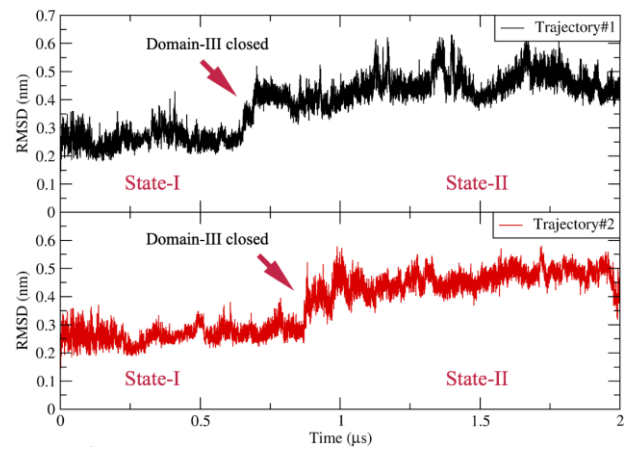 0.7
Trajectory#1
0.6
Domain-III closed
0.5
RMSD (nm)
0.4
0.3
0.2
0.1
State-I
State-II
0
Trajectory#2
0.6
Domain-III closed
0.5
RMSD (nm)
0.4
0.3
0.2
0.1
State-I
State-II
0
0
0.5
1
1.5
2
Time (μs)